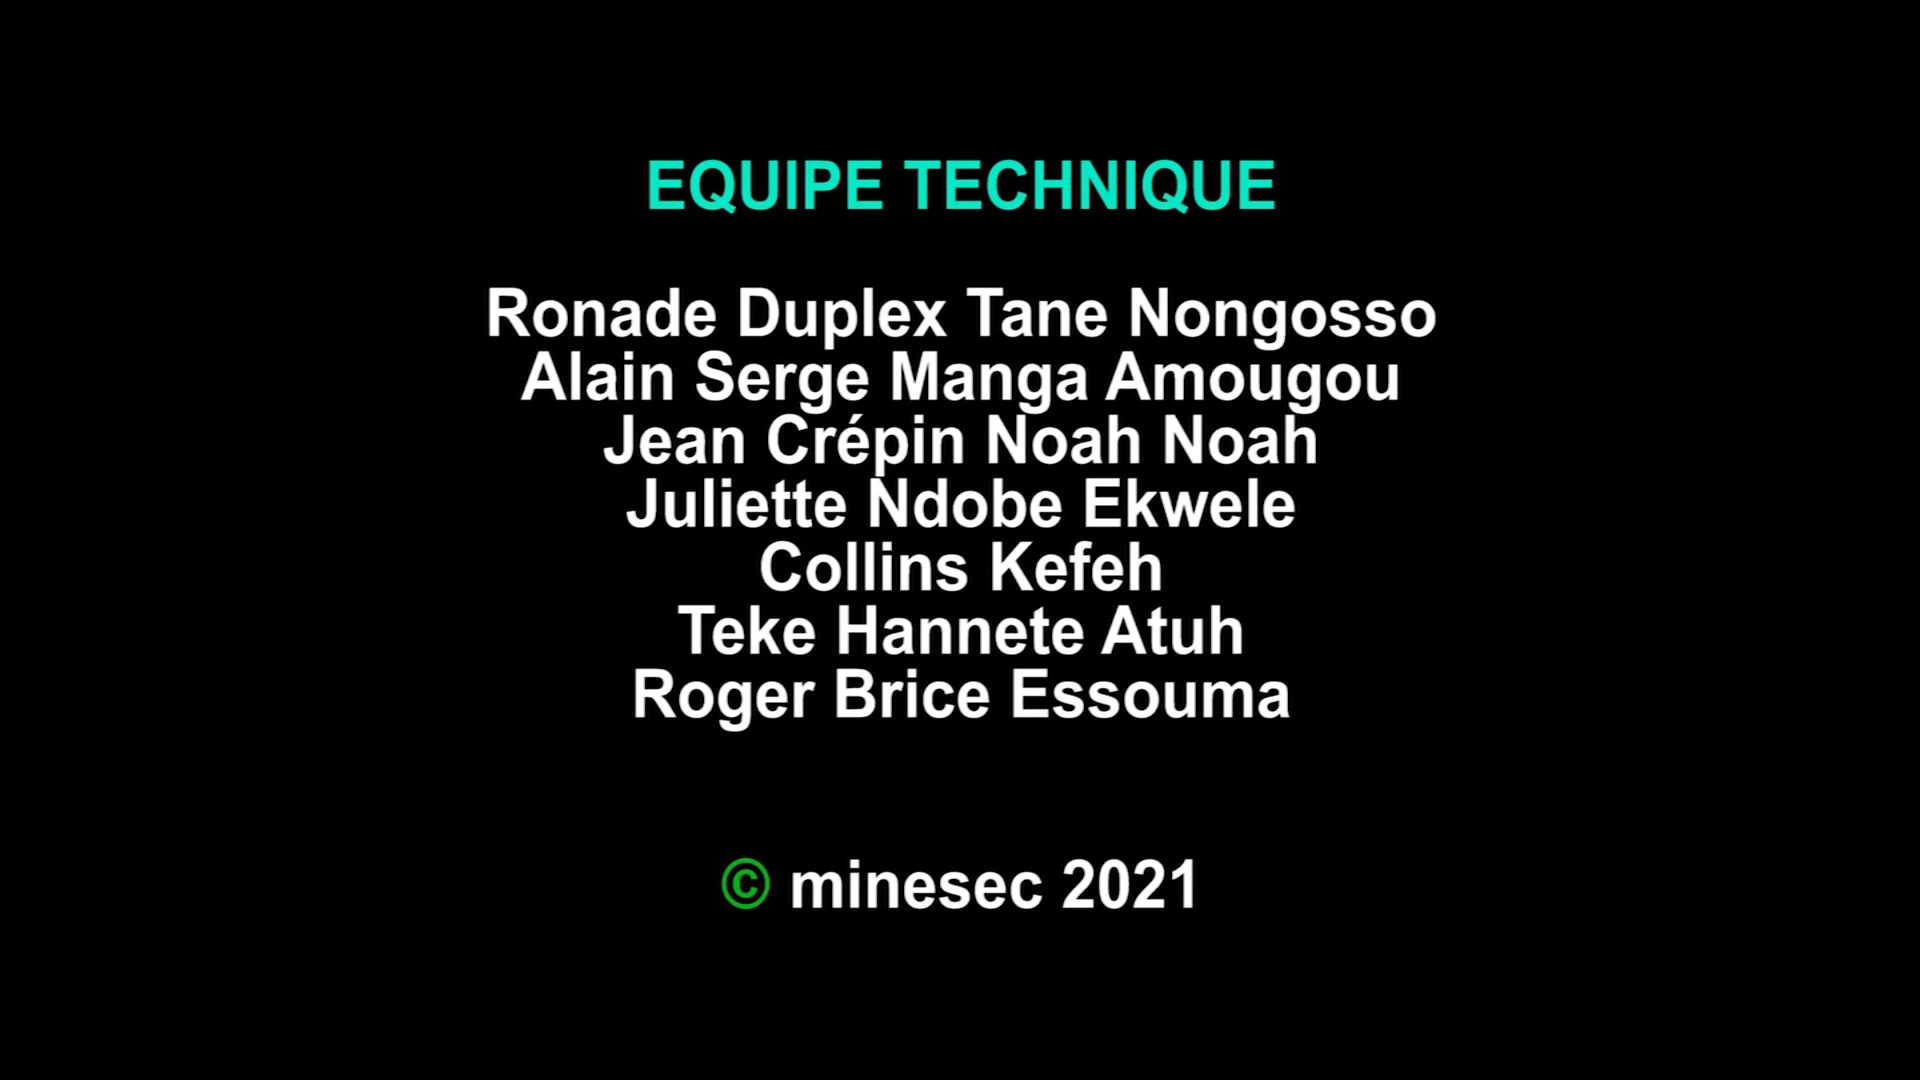 EQUIPE TECHNIQUE
Ronade Duplex Tane Nongosso
Alain Serge Manga Amougou
Jean Crépin Noah Noah
Juliette Ndobe Ekwele
Collins Kefeh
Teke Hannete Atuh
Roger Brice Essouma
© minesec 2021